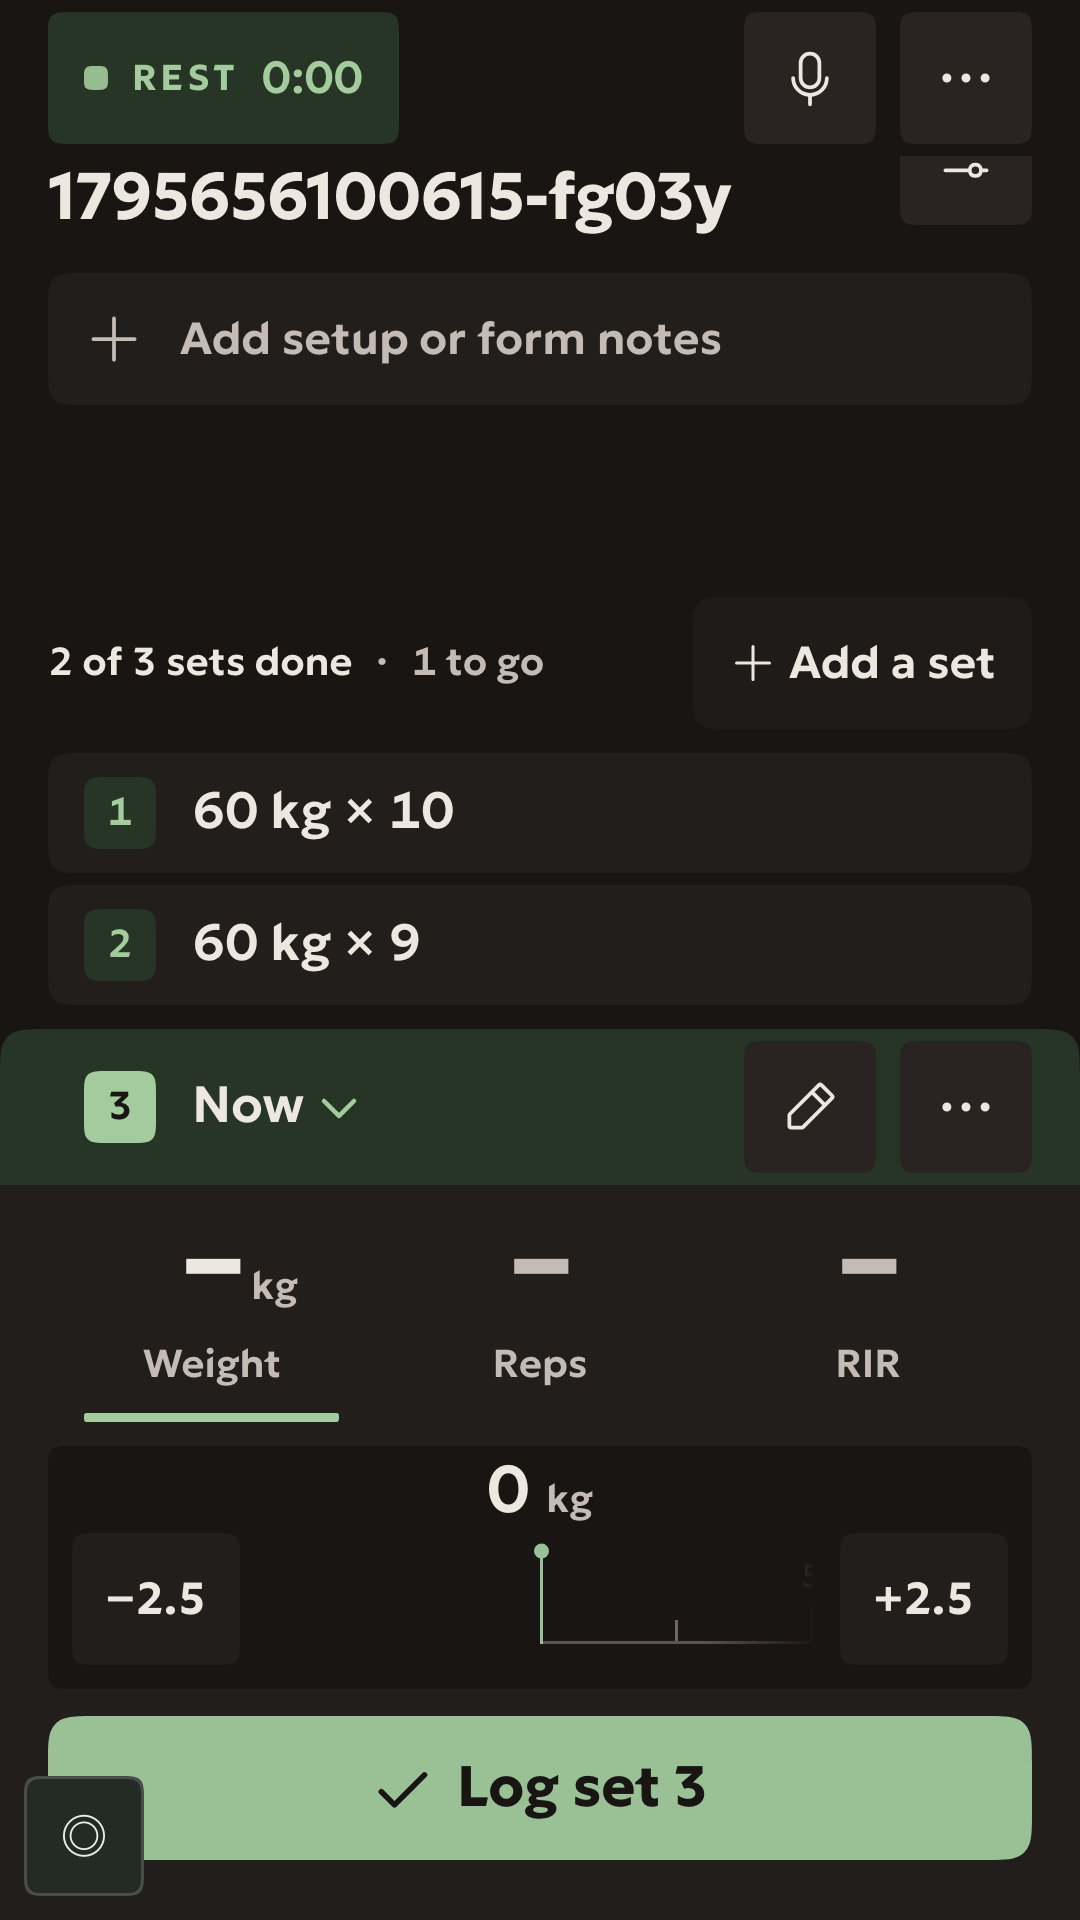 REST 0:00
1795656100615-fg03y
Add setup or form notes
2 of 3 sets done · 1 to go
Add a set
1 60 kg × 10
2 60 kg × 9
3 Now
– kg – –
Weight Reps RIR
0 kg
−2.5 +2.5
Log set 3